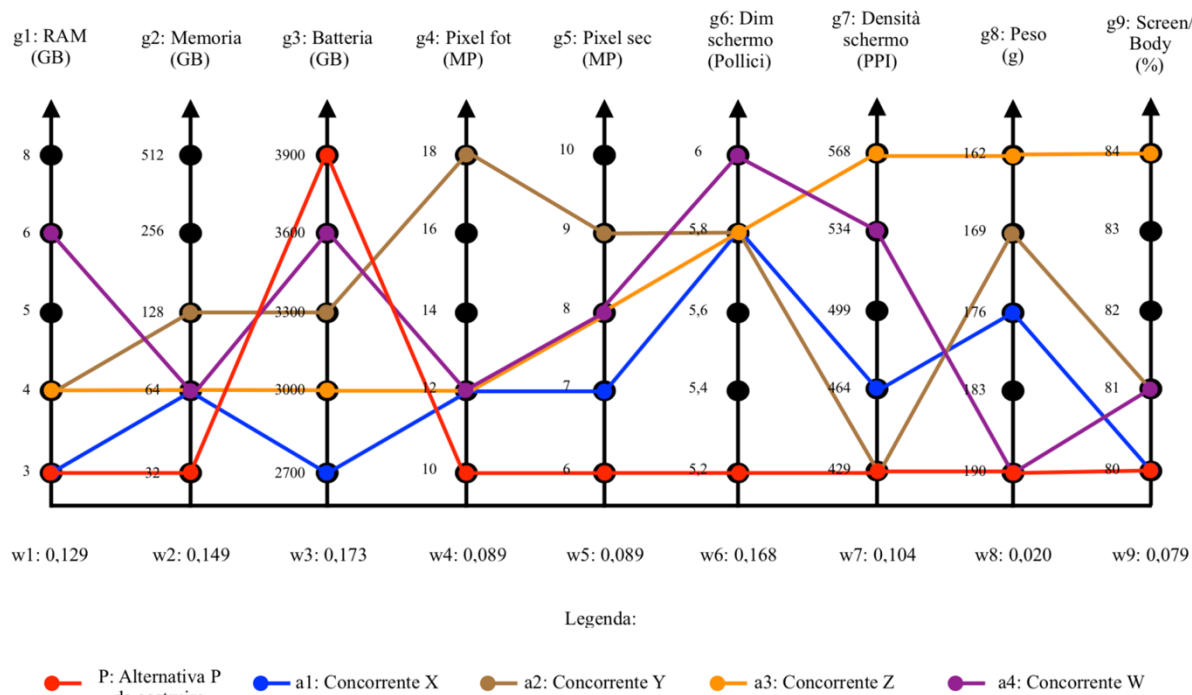 g1: RAM
(GB)
g2: Memoria
(GB)
g3: Batteria
(GB)
g4: Pixel fot
(MP)
g5: Pixel sec
(MP)
g6: Dim
schermo
(Pollici)
g7: Densità
schermo
(PPI)
g8: Peso
(g)
g9: Screen/
Body
(%)
8 512 3900 18 10 6 568 162 84
6 256 3600 16 9 5,8 534 169 83
5 128 3300 14 8 5,6 499 176 82
4 64 3000 12 7 5,4 464 183 81
3 32 2700 10 6 5,2 429 190 80
w1: 0,129 w2: 0,149 w3: 0,173 w4: 0,089 w5: 0,089 w6: 0,168 w7: 0,104 w8: 0,020 w9: 0,079
Legenda:
P: Alternativa P a1: Concorrente X a2: Concorrente Y a3: Concorrente Z a4: Concorrente W